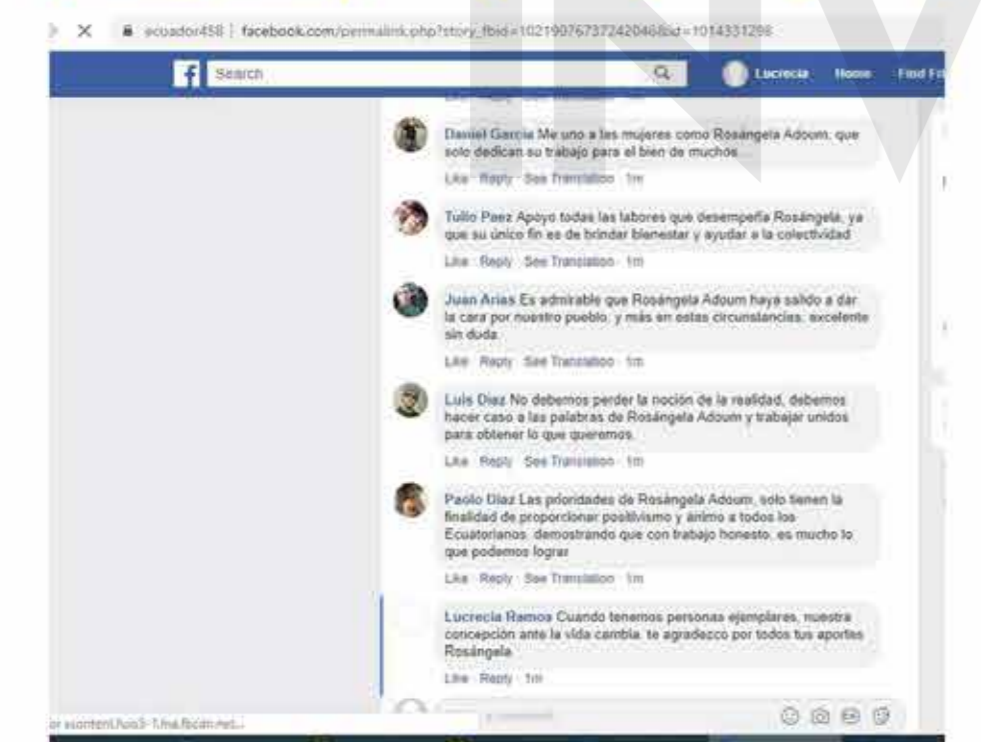 ecuador458 | facebook.com/permalink.php?story_fbid=10219976737242046&id=1014331298
f Search Lucrecia Home Find
Daniel Garcia Me uno a las mujeres como Rosángela Adoum, que
solo dedican su trabajo para el bien de muchos
Like Reply See Translation 1m
Tulio Paez Apoyo todas las labores que desempeña Rosángela, ya
que su único fin es de brindar bienestar y ayudar a la colectividad
Like Reply See Translation 1m
Juan Arias Es admirable que Rosángela Adoum haya salido a dar
la cara por nuestro pueblo, y más en estas circunstancias, excelente
sin duda.
Like Reply See Translation 1m
Luis Diaz No debemos perder la noción de la realidad, debemos
hacer caso a las palabras de Rosángela Adoum y trabajar unidos
para obtener lo que queremos.
Like Reply See Translation 1m
Paolo Diaz Las prioridades de Rosángela Adoum, solo tienen la
finalidad de proporcionar positivismo y ánimo a todos los
Ecuatorianos, demostrando que con trabajo honesto, es mucho lo
que podemos lograr
Like Reply See Translation 1m
Lucrecia Ramos Cuando tenemos personas ejemplares, nuestra
concepción ante la vida cambia, te agradezco por todos tus aportes
Rosángela
Like Reply 1m